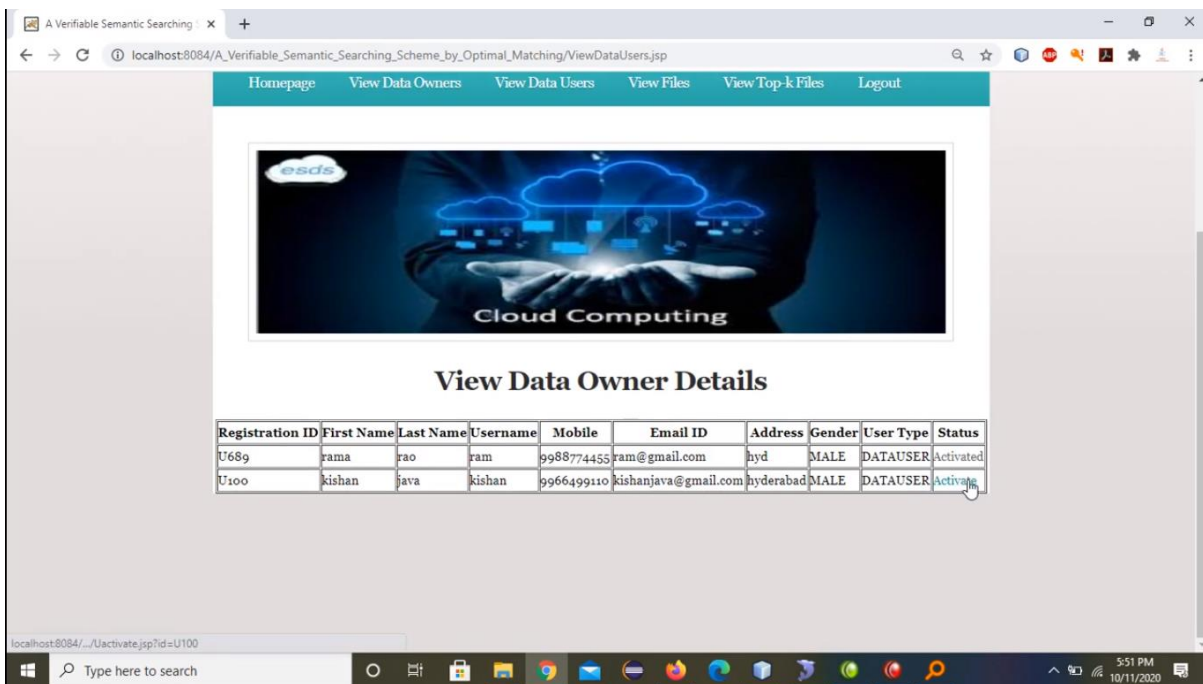 A Verifiable Semantic Searching S
localhost:8084/A_Verifiable_Semantic_Searching_Scheme_by_Optimal_Matching/ViewDataUsers.jsp
ABP
Homepage View Data Owners View Data Users View Files View Top-k Files Logout
esds
Cloud Computing
View Data Owner Details
Registration ID First Name Last Name Username Mobile Email ID Address Gender User Type Status
U689 rama rao ram 9988774455 ram@gmail.com hyd MALE DATAUSER Activated
U100 kishan java kishan 9966499110 kishanjava@gmail.com hyderabad MALE DATAUSER Activate
localhost:8084/.../Uactivate.jsp?id=U100
Type here to search
5:51 PM
10/11/2020